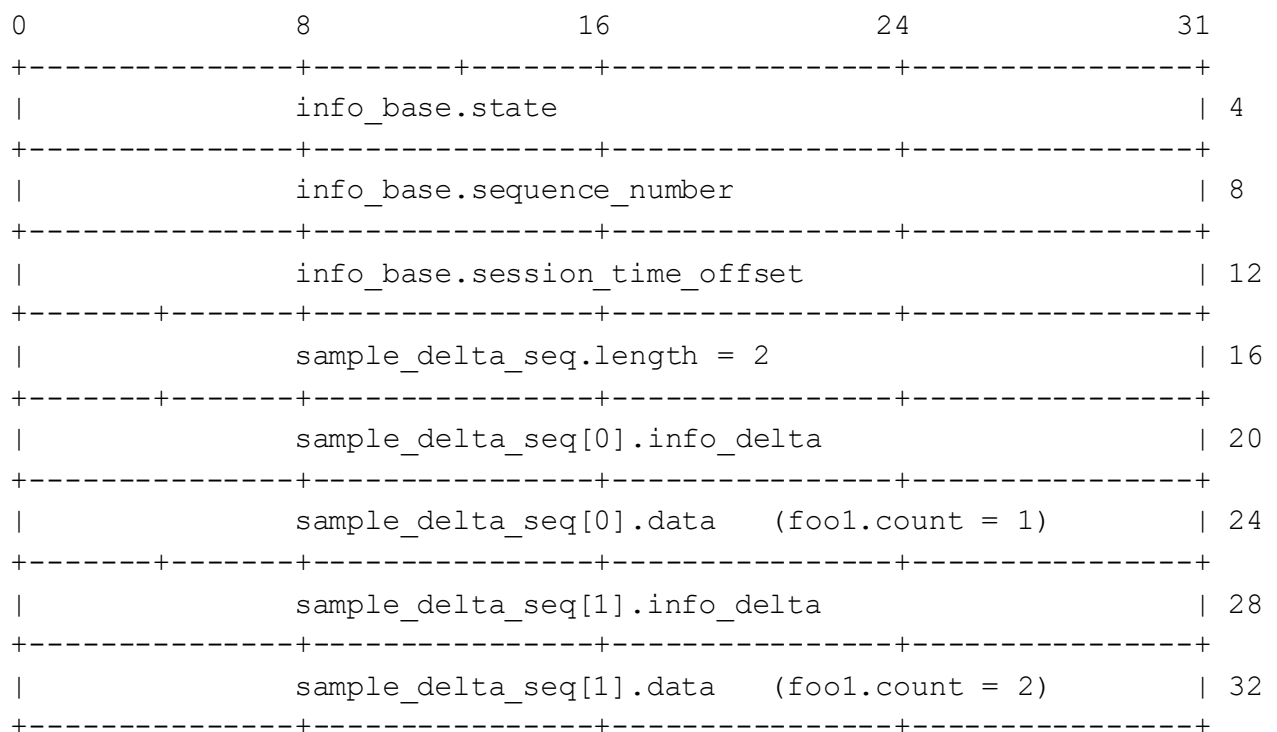 0               8               16              24              31
+---------------+--------+-------+---------------+---------------+
|               info_base.state                                  | 4
+---------------+---------------+---------------+---------------+
|               info_base.sequence_number                        | 8
+---------------+---------------+---------------+---------------+
|               info_base.session_time_offset                    | 12
+-------+-------+---------------+---------------+---------------+
|               sample_delta_seq.length = 2                      | 16
+-------+-------+---------------+---------------+---------------+
|               sample_delta_seq[0].info_delta                   | 20
+---------------+---------------+---------------+---------------+
|               sample_delta_seq[0].data   (foo1.count = 1)      | 24
+-------+-------+---------------+---------------+---------------+
|               sample_delta_seq[1].info_delta                   | 28
+---------------+---------------+---------------+---------------+
|               sample_delta_seq[1].data   (foo1.count = 2)      | 32
+---------------+---------------+---------------+---------------+